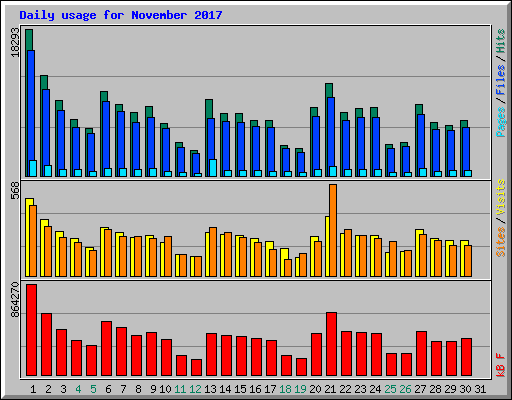 Daily usage for November 2017
18293
Pages / Files / Hits
568
Sites / Visits
864270
kB F
1 2 3 4 5 6 7 8 9 10 11 12 13 14 15 16 17 18 19 20 21 22 23 24 25 26 27 28 29 30 31